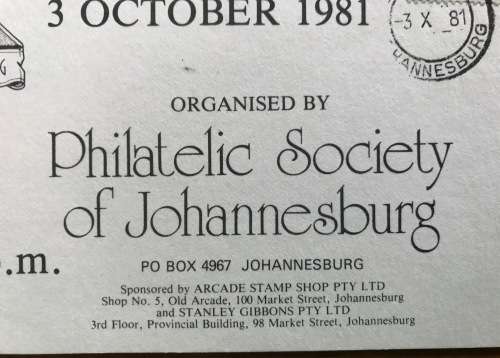 3 OCTOBER 1981
-3 X. 81
HANNESBURG
G
ORGANISED BY
Philatelic Society
of Johannesburg
.m.
PO BOX 4967 JOHANNESBURG
Sponsored by ARCADE STAMP SHOP PTY LTD
Shop No. 5, Old Arcade, 100 Market Street, Johannesburg
and STANLEY GIBBONS PTY LTD
3rd Floor, Provincial Building, 98 Market Street, Johannesburg